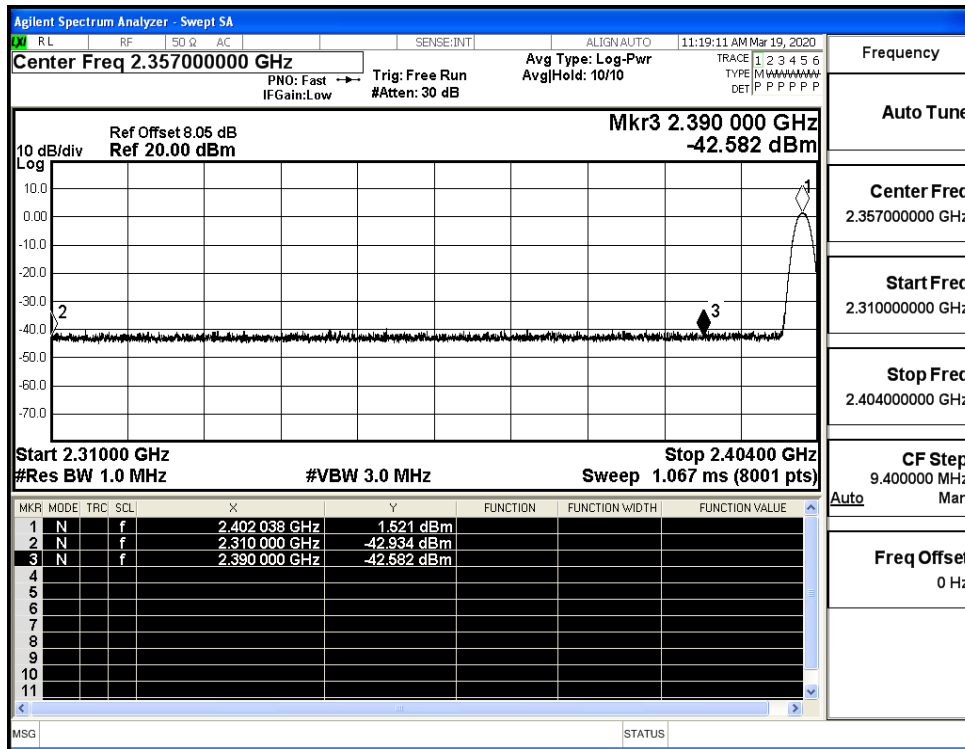 Agilent Spectrum Analyzer - Swept SA
LXI RL RF 50 Ω AC SENSE:INT ALIGNAUTO 11:19:11 AM Mar 19, 2020
Center Freq 2.357000000 GHz
PNO: Fast
IFGain:Low
Trig: Free Run
#Atten: 30 dB
Avg Type: Log-Pwr
Avg|Hold: 10/10
TRACE 1 2 3 4 5 6
TYPE M WWWWW
DET P P P P P P
Ref Offset 8.05 dB
10 dB/div Ref 20.00 dBm
Log
Mkr3 2.390 000 GHz
-42.582 dBm
10.0
0.00
-10.0
-20.0
-30.0
-40.0
-50.0
-60.0
-70.0
1
2
3
Start 2.31000 GHz Stop 2.40400 GHz
#Res BW 1.0 MHz #VBW 3.0 MHz Sweep 1.067 ms (8001 pts)
MKR MODE TRC SCL X Y FUNCTION FUNCTION WIDTH FUNCTION VALUE
1 N f 2.402 038 GHz 1.521 dBm
2 N f 2.310 000 GHz -42.934 dBm
3 N f 2.390 000 GHz -42.582 dBm
4
5
6
7
8
9
10
11
MSG STATUS
Frequency
Auto Tune
Center Freq
2.357000000 GHz
Start Freq
2.310000000 GHz
Stop Freq
2.404000000 GHz
CF Step
9.400000 MHz
Auto Man
Freq Offset
0 Hz